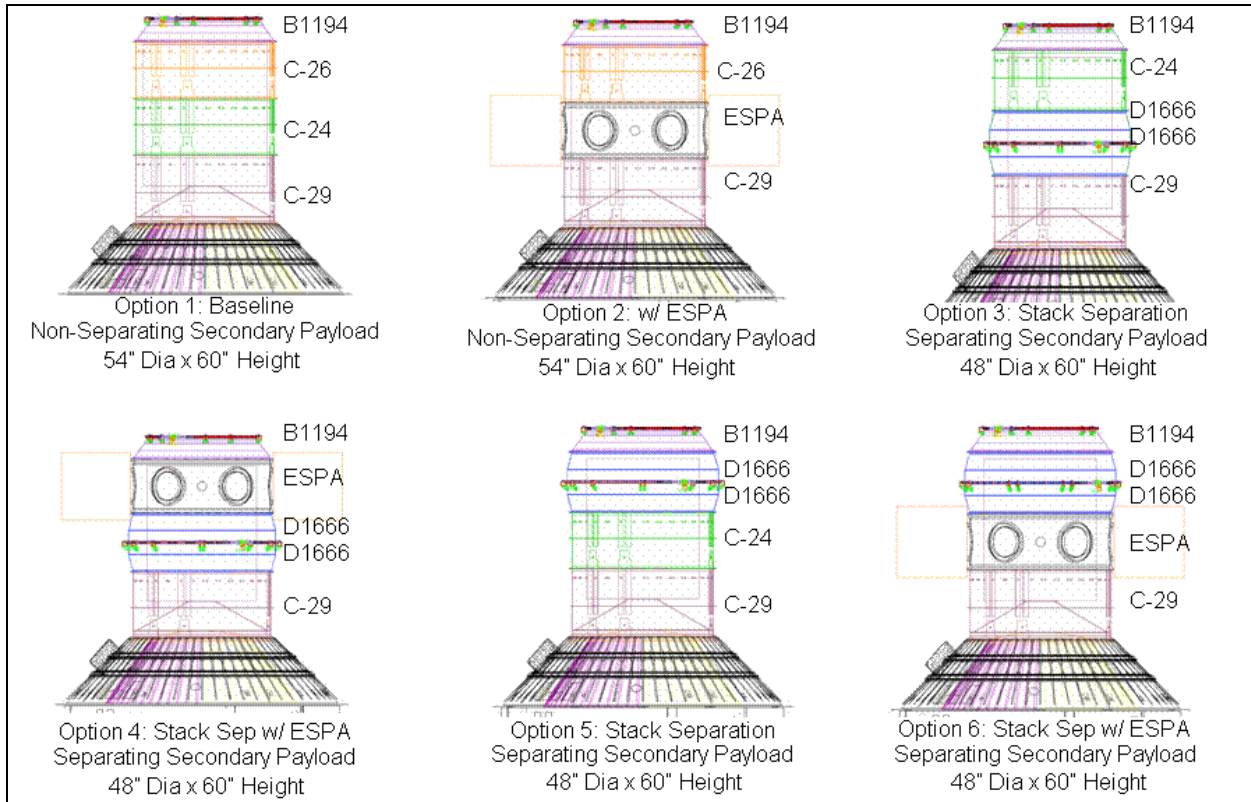 B1194
C-26
C-24
C-29
Option 1: Baseline
Non-Separating Secondary Payload
54" Dia x 60" Height
B1194
C-26
ESPA
C-29
Option 2: w/ ESPA
Non-Separating Secondary Payload
54" Dia x 60" Height
B1194
C-24
D1666
D1666
C-29
Option 3: Stack Separation
Separating Secondary Payload
48" Dia x 60" Height
B1194
ESPA
D1666
D1666
C-29
Option 4: Stack Sep w/ ESPA
Separating Secondary Payload
48" Dia x 60" Height
B1194
D1666
D1666
C-24
C-29
Option 5: Stack Separation
Separating Secondary Payload
48" Dia x 60" Height
B1194
D1666
D1666
ESPA
C-29
Option 6: Stack Sep w/ ESPA
Separating Secondary Payload
48" Dia x 60" Height